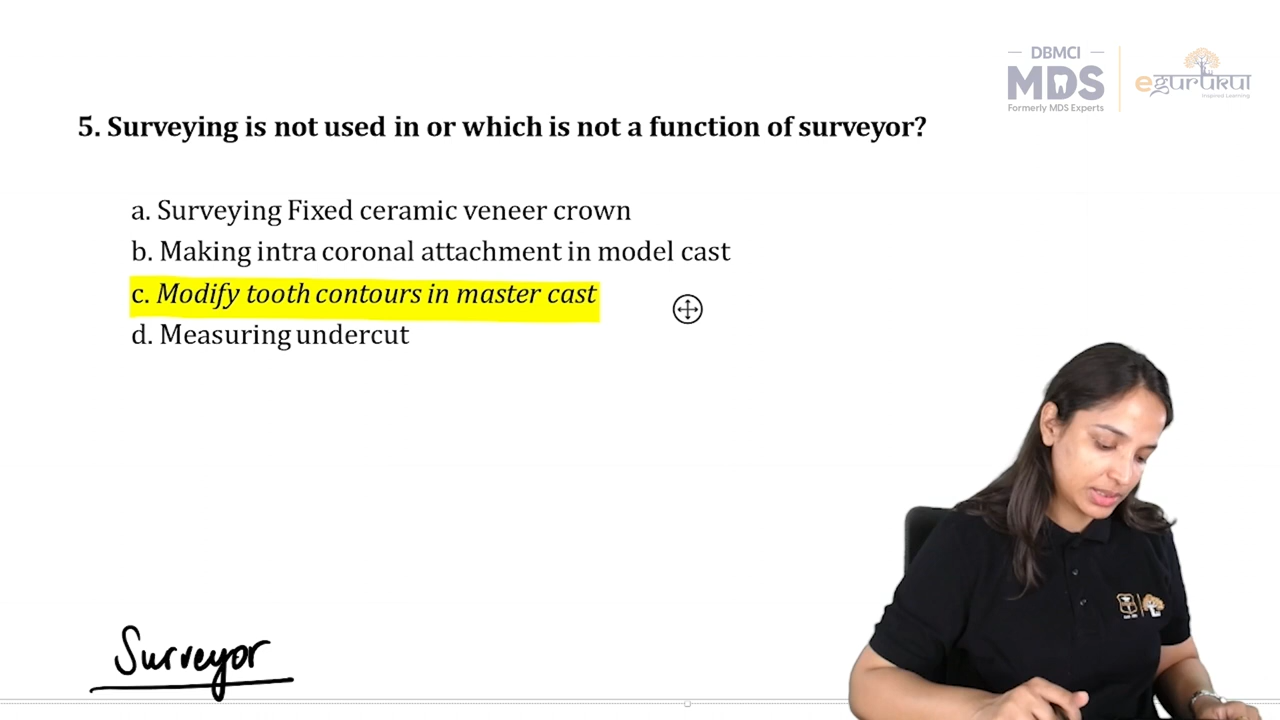 DBMCI
MDS
Formerly MDS Experts
egurukul
Inspired Learning
5. Surveying is not used in or which is not a function of surveyor?
a. Surveying Fixed ceramic veneer crown
b. Making intra coronal attachment in model cast
c. Modify tooth contours in master cast
d. Measuring undercut
Surveyor